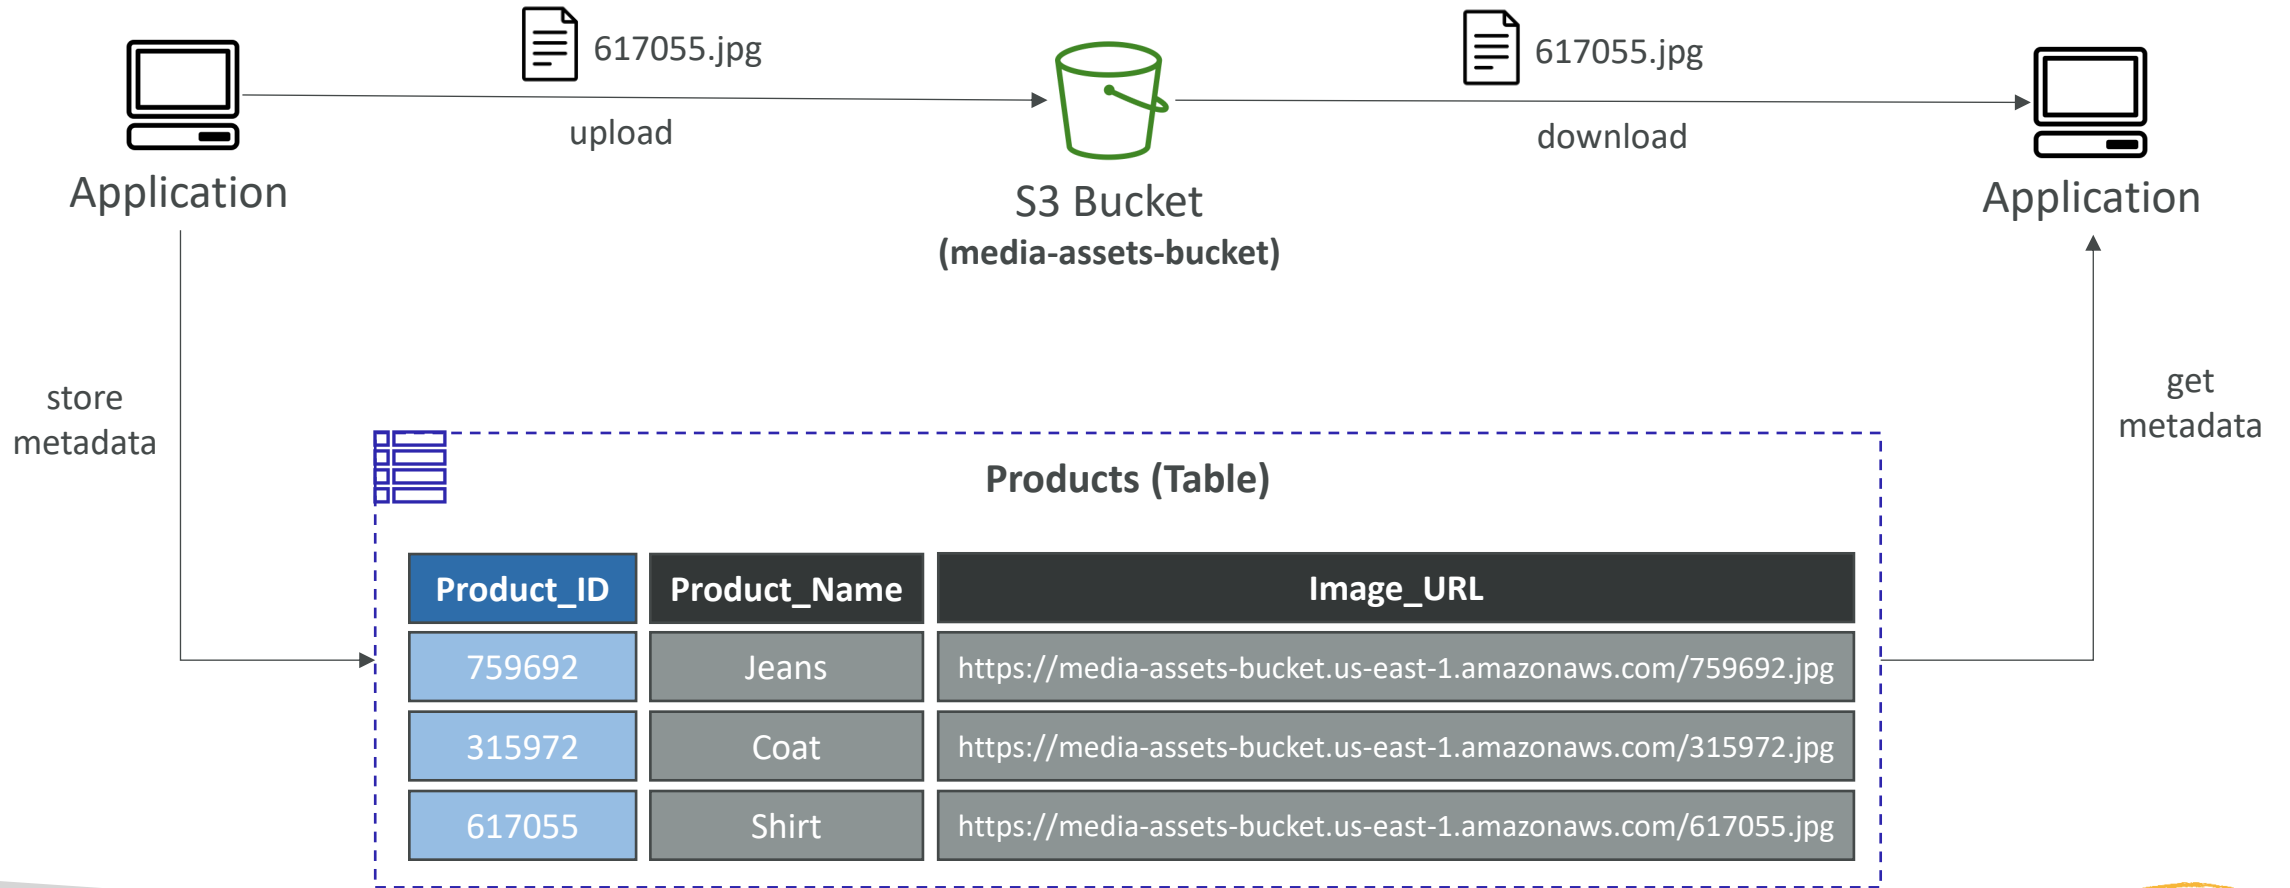 617055.jpg
617055.jpg
upload
download
Application
S3 Bucket
(media-assets-bucket)
Application
store
metadata
get
metadata
Products (Table)
Product_ID Product_Name Image_URL
759692 Jeans https://media-assets-bucket.us-east-1.amazonaws.com/759692.jpg
315972 Coat https://media-assets-bucket.us-east-1.amazonaws.com/315972.jpg
617055 Shirt https://media-assets-bucket.us-east-1.amazonaws.com/617055.jpg